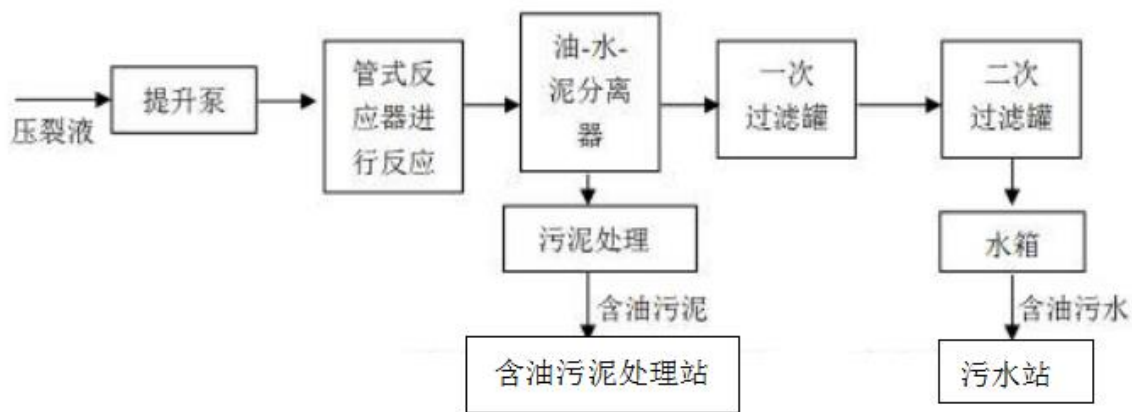 压裂液
提升泵
管式反
应器进
行反应
油-水-
泥分离
器
一次
过滤罐
二次
过滤罐
污泥处理
水箱
含油污泥
含油污水
含油污泥处理站
污水站